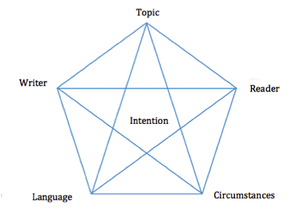 Topic
Writer
Reader
Intention
Language
Circumstances